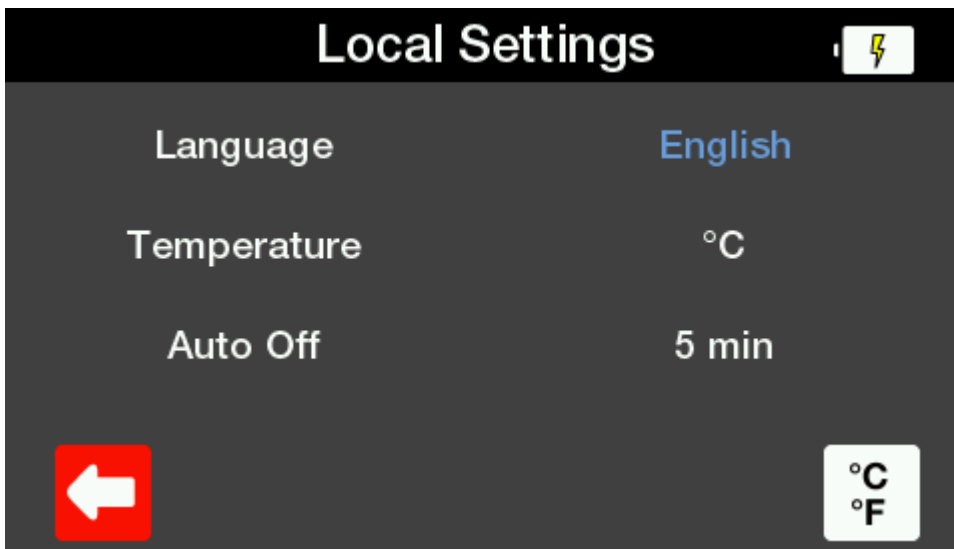 Local Settings
Language English
Temperature °C
Auto Off 5 min
°C
°F